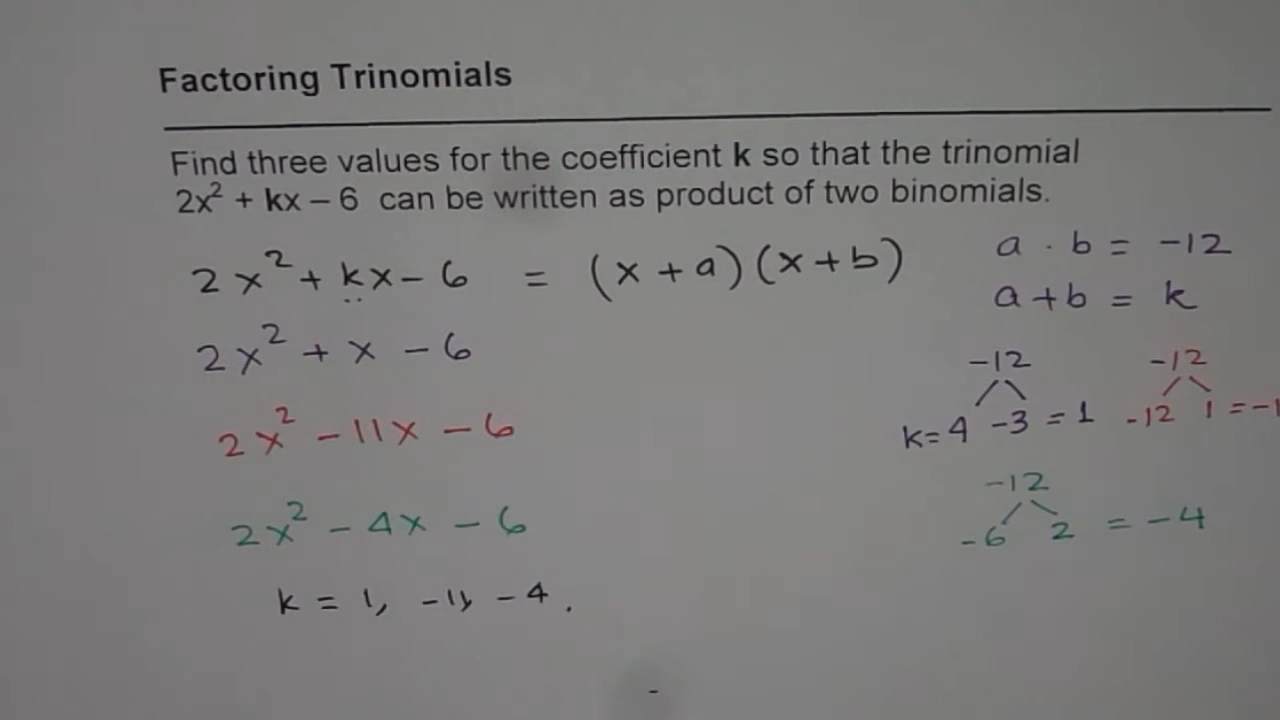 Factoring Trinomials
Find three values for the coefficient k so that the trinomial
2x² + kx – 6 can be written as product of two binomials.
2x² + kx – 6 = (x + a)(x + b)
a · b = –12
a + b = k
2x² + x – 6
–12
k = 4 –3 = 1
–12
–12 1 = –1
2x² – 11x – 6
–12
–6 2 = –4
2x² – 4x – 6
k = 1, –11, –4.